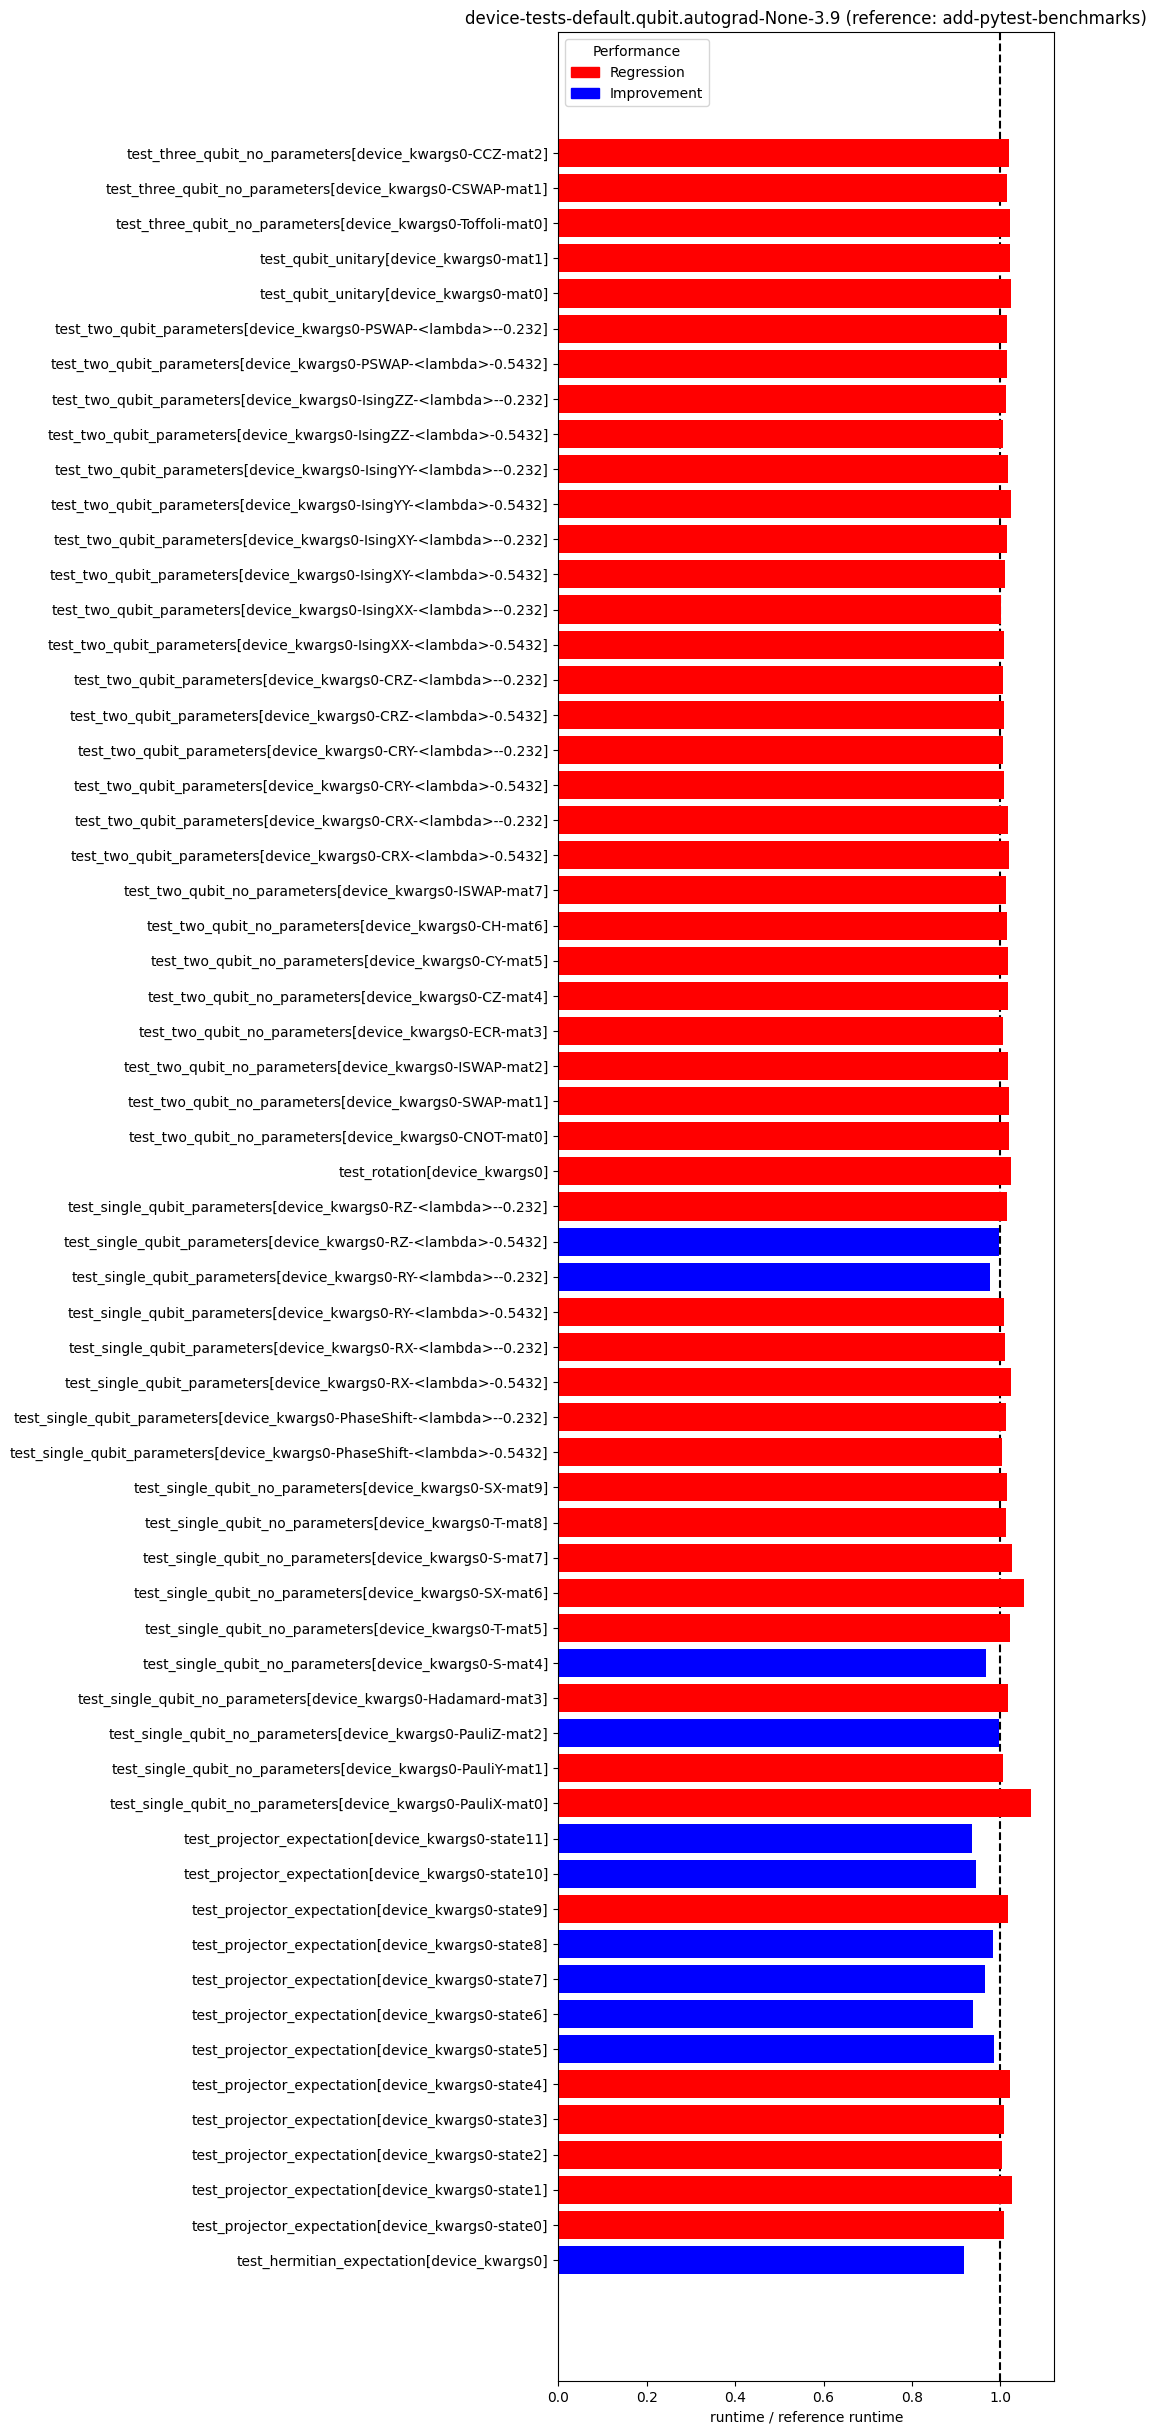 device-tests-default.qubit.autograd-None-3.9 (reference: add-pytest-benchmarks)
Performance
Regression
Improvement
test_three_qubit_no_parameters[device_kwargs0-CCZ-mat2]
test_three_qubit_no_parameters[device_kwargs0-CSWAP-mat1]
test_three_qubit_no_parameters[device_kwargs0-Toffoli-mat0]
test_qubit_unitary[device_kwargs0-mat1]
test_qubit_unitary[device_kwargs0-mat0]
test_two_qubit_parameters[device_kwargs0-PSWAP-<lambda>--0.232]
test_two_qubit_parameters[device_kwargs0-PSWAP-<lambda>-0.5432]
test_two_qubit_parameters[device_kwargs0-IsingZZ-<lambda>--0.232]
test_two_qubit_parameters[device_kwargs0-IsingZZ-<lambda>-0.5432]
test_two_qubit_parameters[device_kwargs0-IsingYY-<lambda>--0.232]
test_two_qubit_parameters[device_kwargs0-IsingYY-<lambda>-0.5432]
test_two_qubit_parameters[device_kwargs0-IsingXY-<lambda>--0.232]
test_two_qubit_parameters[device_kwargs0-IsingXY-<lambda>-0.5432]
test_two_qubit_parameters[device_kwargs0-IsingXX-<lambda>--0.232]
test_two_qubit_parameters[device_kwargs0-IsingXX-<lambda>-0.5432]
test_two_qubit_parameters[device_kwargs0-CRZ-<lambda>--0.232]
test_two_qubit_parameters[device_kwargs0-CRZ-<lambda>-0.5432]
test_two_qubit_parameters[device_kwargs0-CRY-<lambda>--0.232]
test_two_qubit_parameters[device_kwargs0-CRY-<lambda>-0.5432]
test_two_qubit_parameters[device_kwargs0-CRX-<lambda>--0.232]
test_two_qubit_parameters[device_kwargs0-CRX-<lambda>-0.5432]
test_two_qubit_no_parameters[device_kwargs0-ISWAP-mat7]
test_two_qubit_no_parameters[device_kwargs0-CH-mat6]
test_two_qubit_no_parameters[device_kwargs0-CY-mat5]
test_two_qubit_no_parameters[device_kwargs0-CZ-mat4]
test_two_qubit_no_parameters[device_kwargs0-ECR-mat3]
test_two_qubit_no_parameters[device_kwargs0-ISWAP-mat2]
test_two_qubit_no_parameters[device_kwargs0-SWAP-mat1]
test_two_qubit_no_parameters[device_kwargs0-CNOT-mat0]
test_rotation[device_kwargs0]
test_single_qubit_parameters[device_kwargs0-RZ-<lambda>--0.232]
test_single_qubit_parameters[device_kwargs0-RZ-<lambda>-0.5432]
test_single_qubit_parameters[device_kwargs0-RY-<lambda>--0.232]
test_single_qubit_parameters[device_kwargs0-RY-<lambda>-0.5432]
test_single_qubit_parameters[device_kwargs0-RX-<lambda>--0.232]
test_single_qubit_parameters[device_kwargs0-RX-<lambda>-0.5432]
test_single_qubit_parameters[device_kwargs0-PhaseShift-<lambda>--0.232]
test_single_qubit_parameters[device_kwargs0-PhaseShift-<lambda>-0.5432]
test_single_qubit_no_parameters[device_kwargs0-SX-mat9]
test_single_qubit_no_parameters[device_kwargs0-T-mat8]
test_single_qubit_no_parameters[device_kwargs0-S-mat7]
test_single_qubit_no_parameters[device_kwargs0-SX-mat6]
test_single_qubit_no_parameters[device_kwargs0-T-mat5]
test_single_qubit_no_parameters[device_kwargs0-S-mat4]
test_single_qubit_no_parameters[device_kwargs0-Hadamard-mat3]
test_single_qubit_no_parameters[device_kwargs0-PauliZ-mat2]
test_single_qubit_no_parameters[device_kwargs0-PauliY-mat1]
test_single_qubit_no_parameters[device_kwargs0-PauliX-mat0]
test_projector_expectation[device_kwargs0-state11]
test_projector_expectation[device_kwargs0-state10]
test_projector_expectation[device_kwargs0-state9]
test_projector_expectation[device_kwargs0-state8]
test_projector_expectation[device_kwargs0-state7]
test_projector_expectation[device_kwargs0-state6]
test_projector_expectation[device_kwargs0-state5]
test_projector_expectation[device_kwargs0-state4]
test_projector_expectation[device_kwargs0-state3]
test_projector_expectation[device_kwargs0-state2]
test_projector_expectation[device_kwargs0-state1]
test_projector_expectation[device_kwargs0-state0]
test_hermitian_expectation[device_kwargs0]
0.0 0.2 0.4 0.6 0.8 1.0
runtime / reference runtime